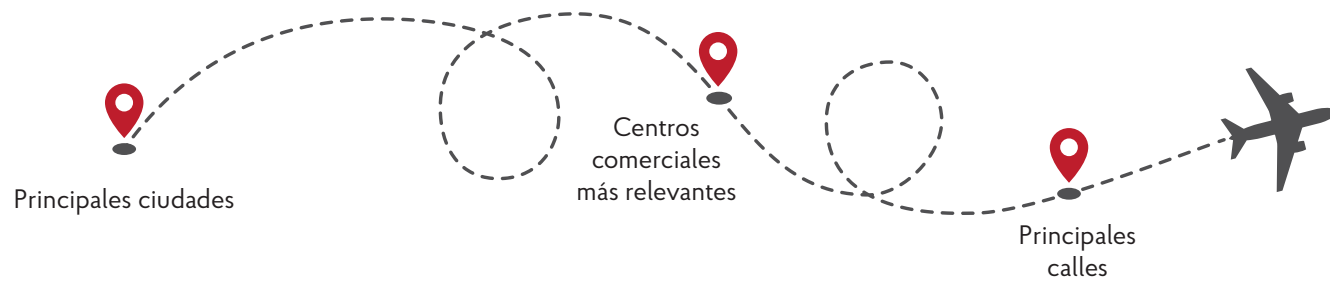 Principales ciudades
Centros
comerciales
más relevantes
Principales
calles